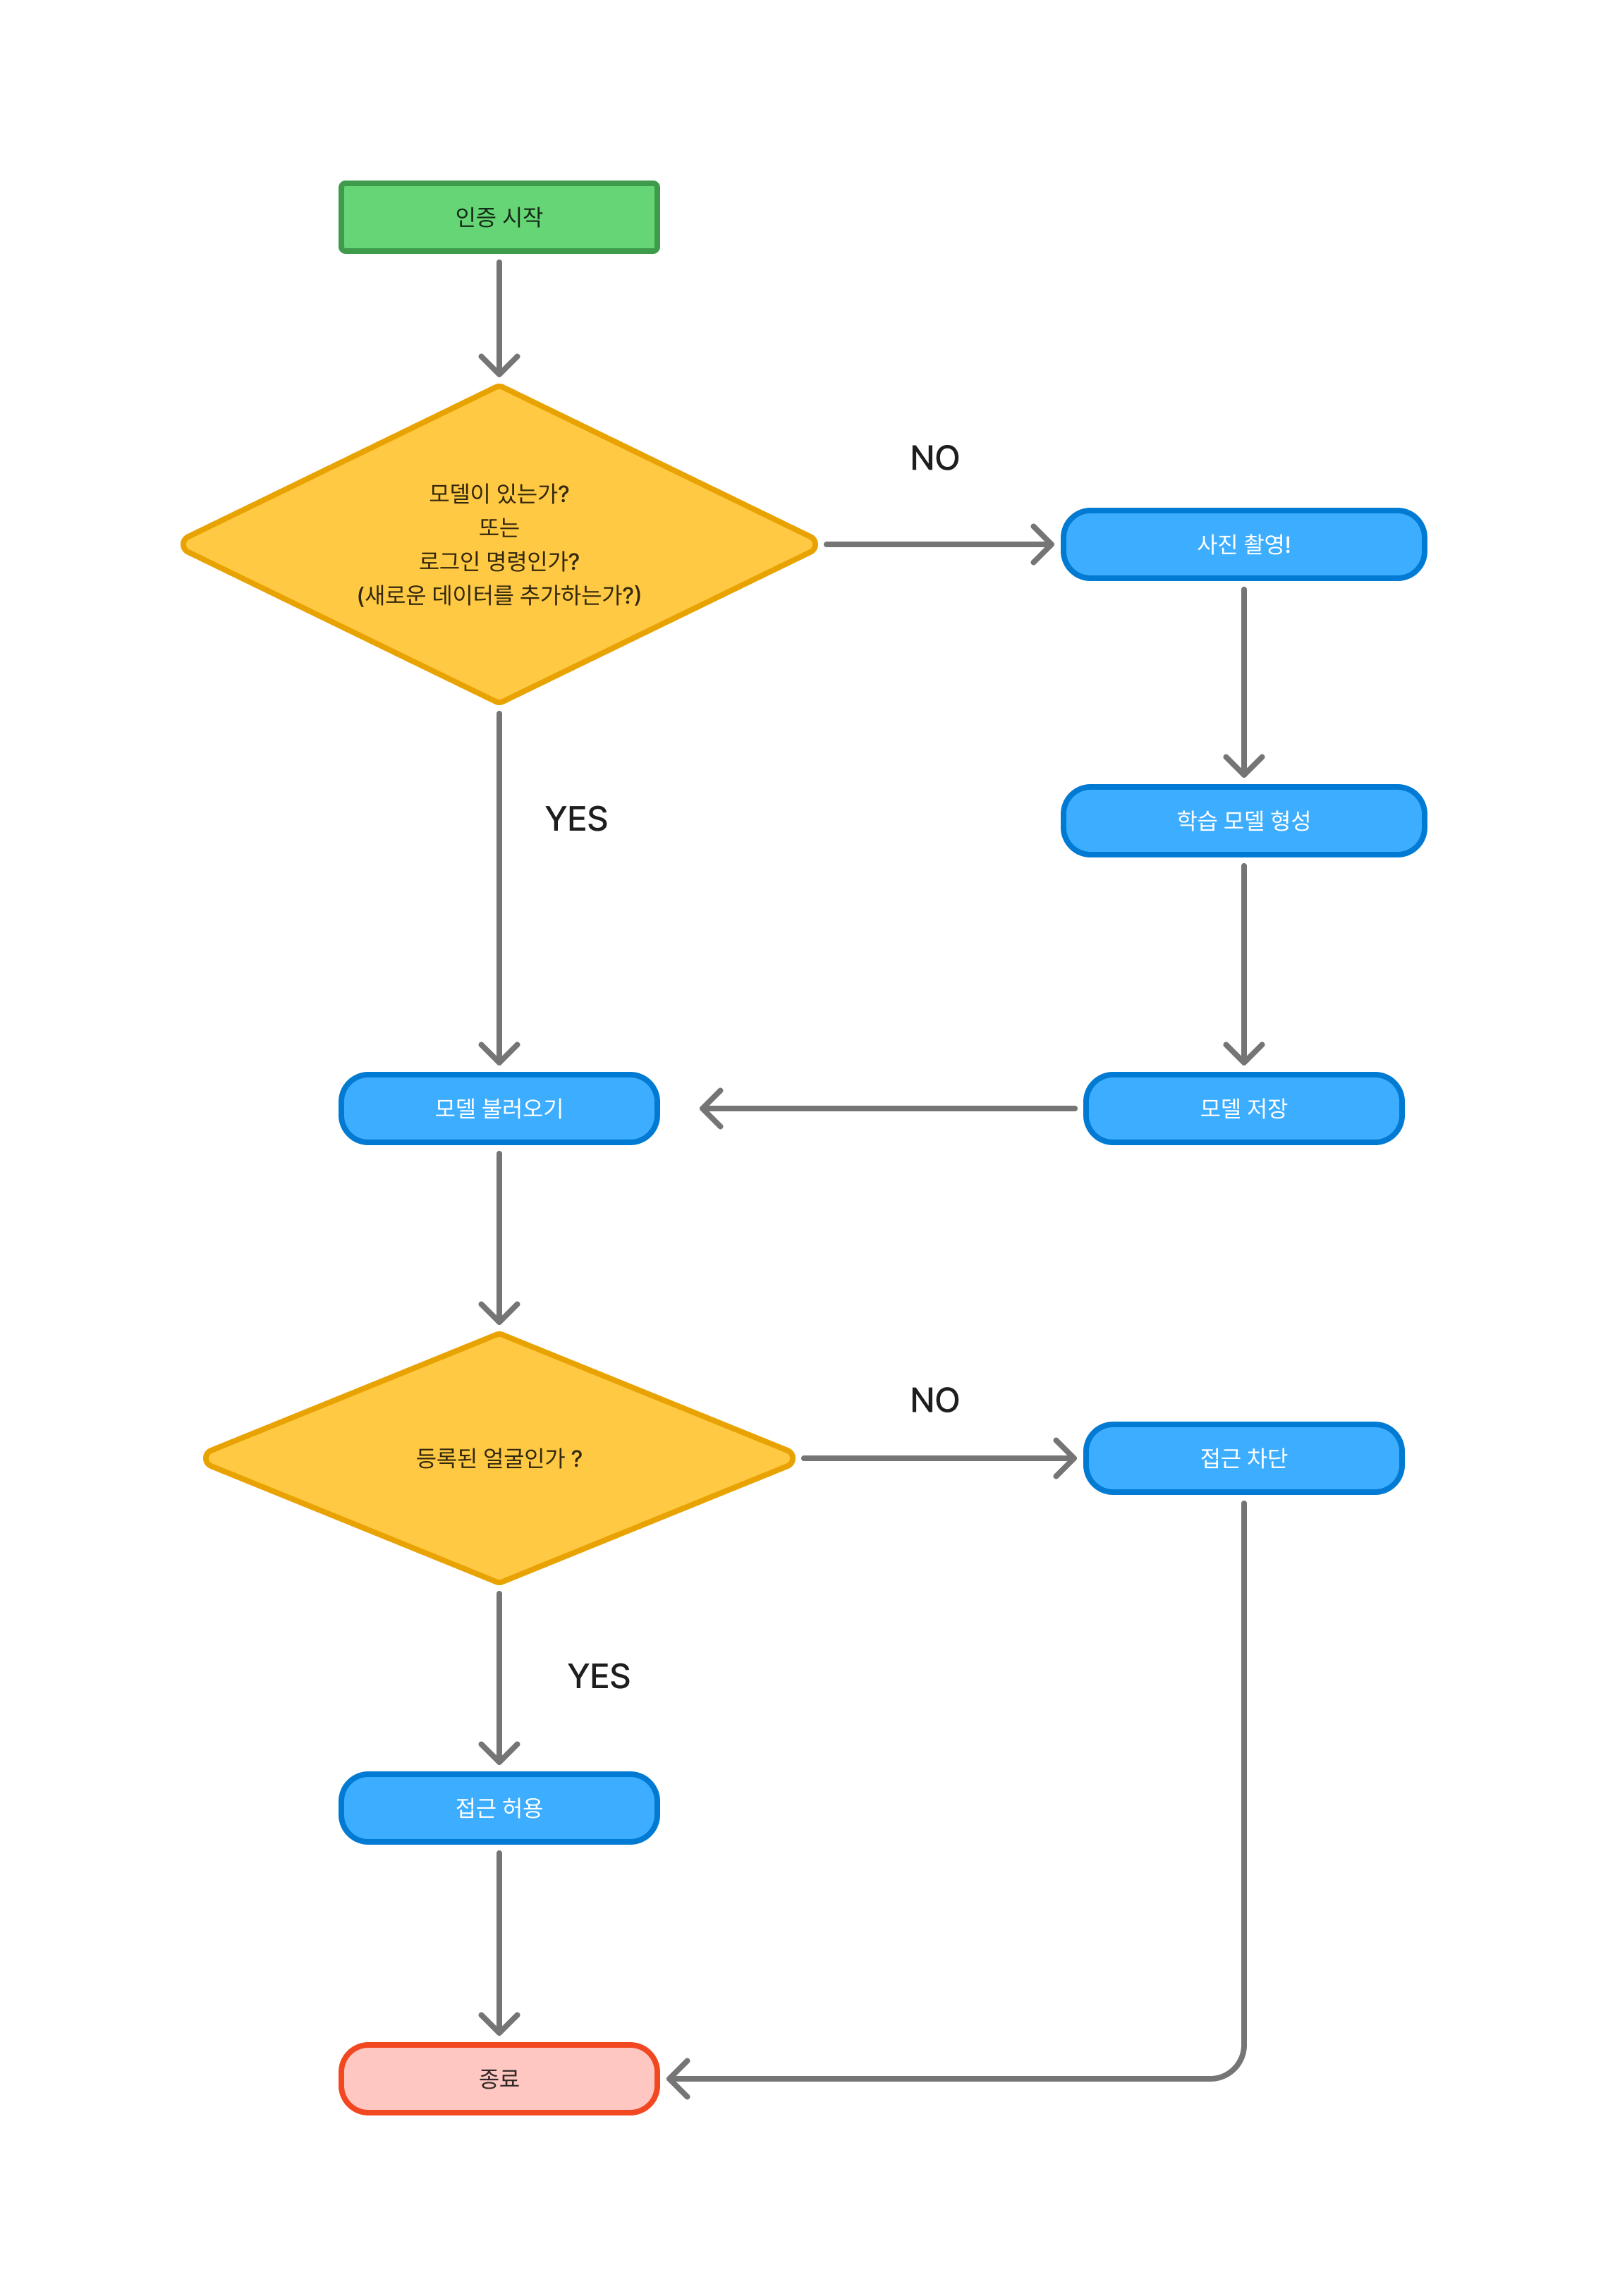 인증 시작
모델이 있는가?
또는
로그인 명령인가?
(새로운 데이터를 추가하는가?)
NO
사진 촬영!
학습 모델 형성
YES
모델 불러오기
모델 저장
등록된 얼굴인가 ?
NO
접근 차단
YES
접근 허용
종료